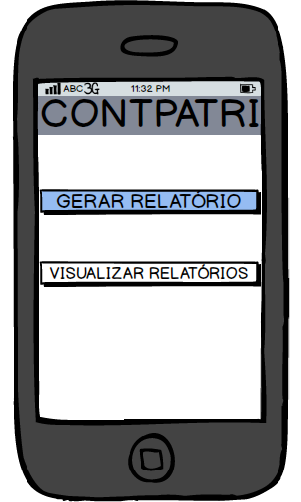 ABC 3G 11:32 PM
CONTPATRI
GERAR RELATÓRIO
VISUALIZAR RELATÓRIOS